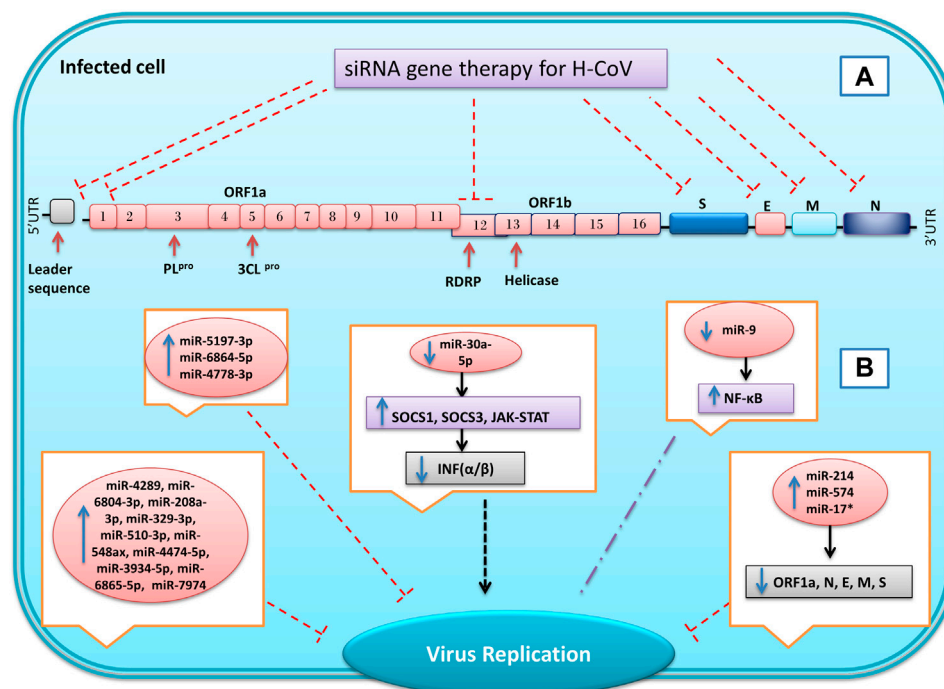 Infected cell
siRNA gene therapy for H-CoV
A
5'UTR
ORF1a
ORF1b
S
E
M
N
3'UTR
1 2 3 4 5 6 7 8 9 10 11 12 13 14 15 16
Leader
sequence
PLpro
3CL pro
RDRP
Helicase
miR-5197-3p
miR-6864-5p
miR-4778-3p
miR-30a-
5p
SOCS1, SOCS3, JAK-STAT
INF(α/β)
miR-9
NF-κB
B
miR-4289, miR-
6804-3p, miR-208a-
3p, miR-329-3p,
miR-510-3p, miR-
548ax, miR-4474-5p,
miR-3934-5p, miR-
6865-5p, miR-7974
miR-214
miR-574
miR-17*
ORF1a, N, E, M, S
Virus Replication